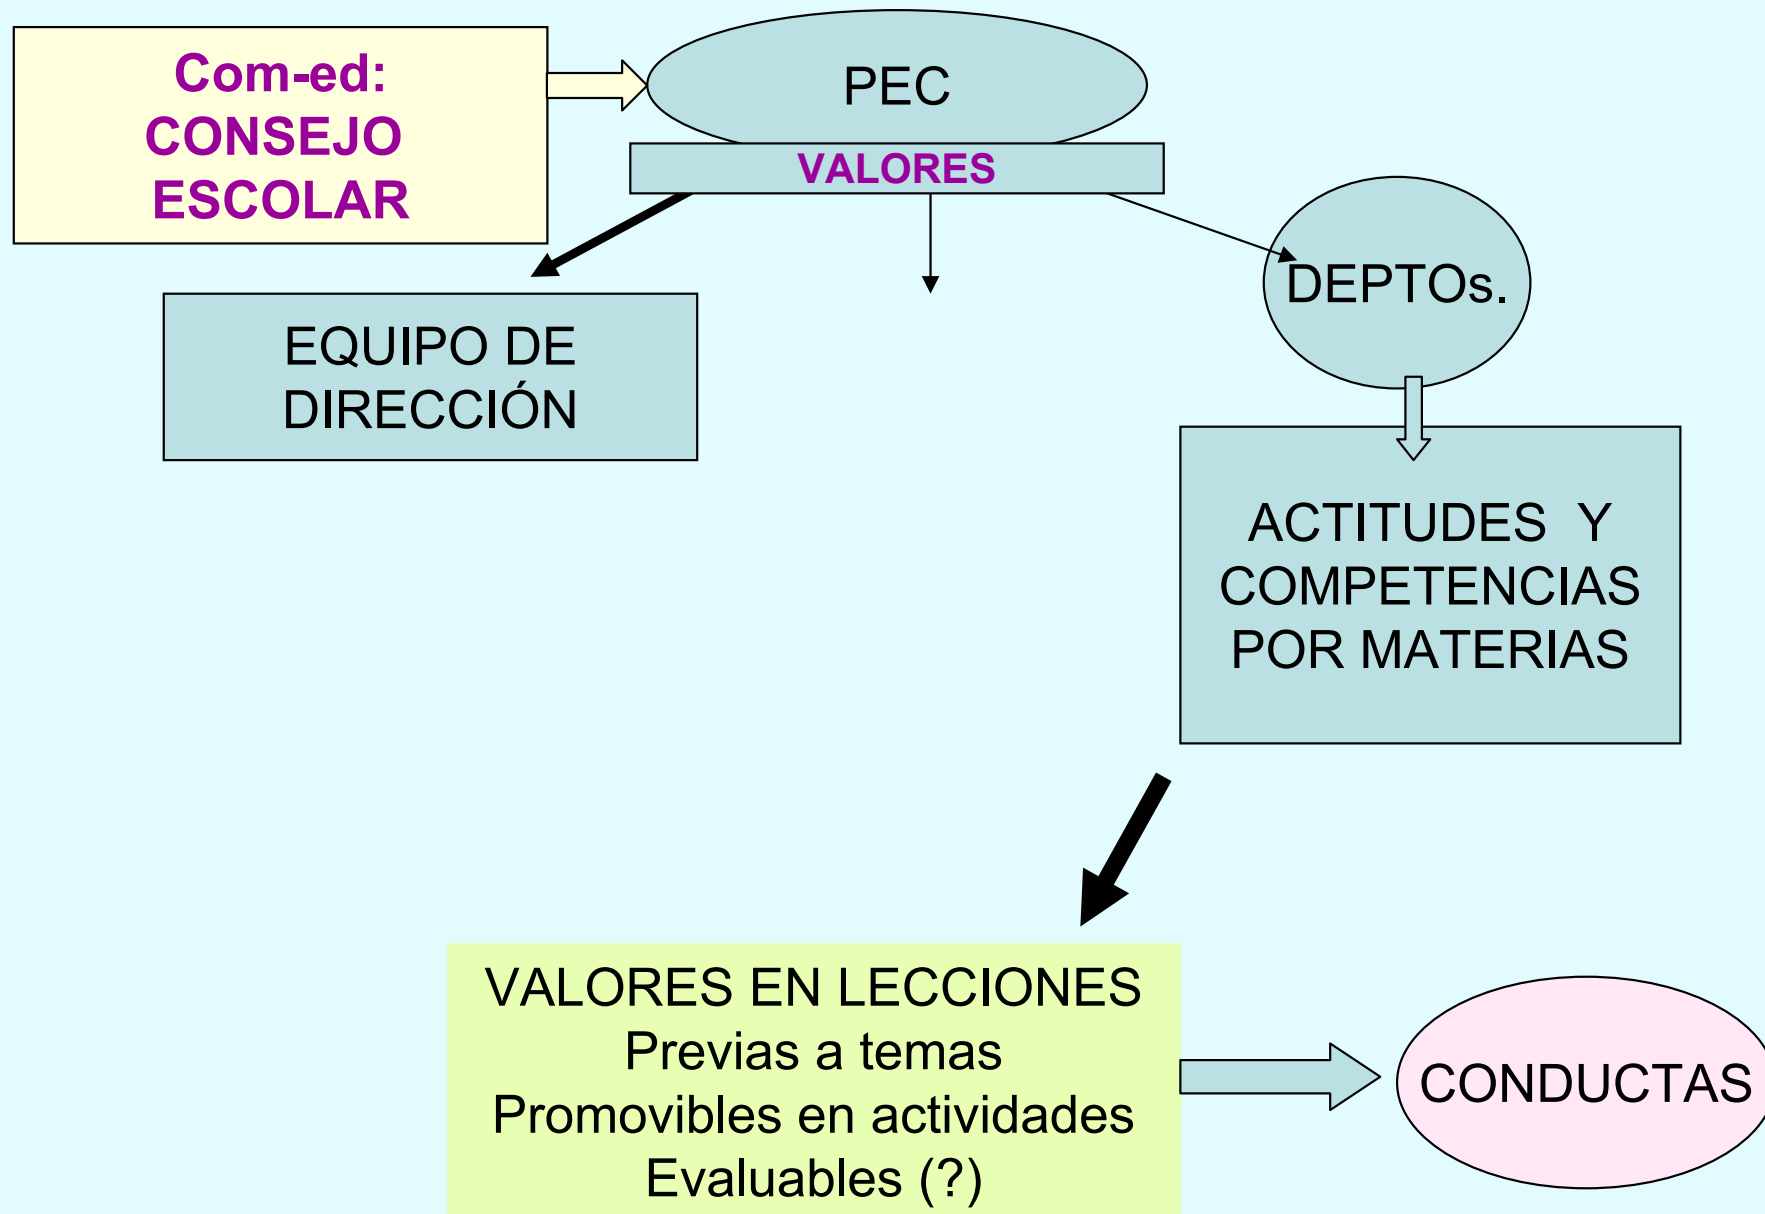 Com-ed:
CONSEJO
ESCOLAR
PEC
VALORES
DEPTOs.
EQUIPO DE
DIRECCIÓN
ACTITUDES Y
COMPETENCIAS
POR MATERIAS
VALORES EN LECCIONES
Previas a temas
Promovibles en actividades
Evaluables (?)
CONDUCTAS